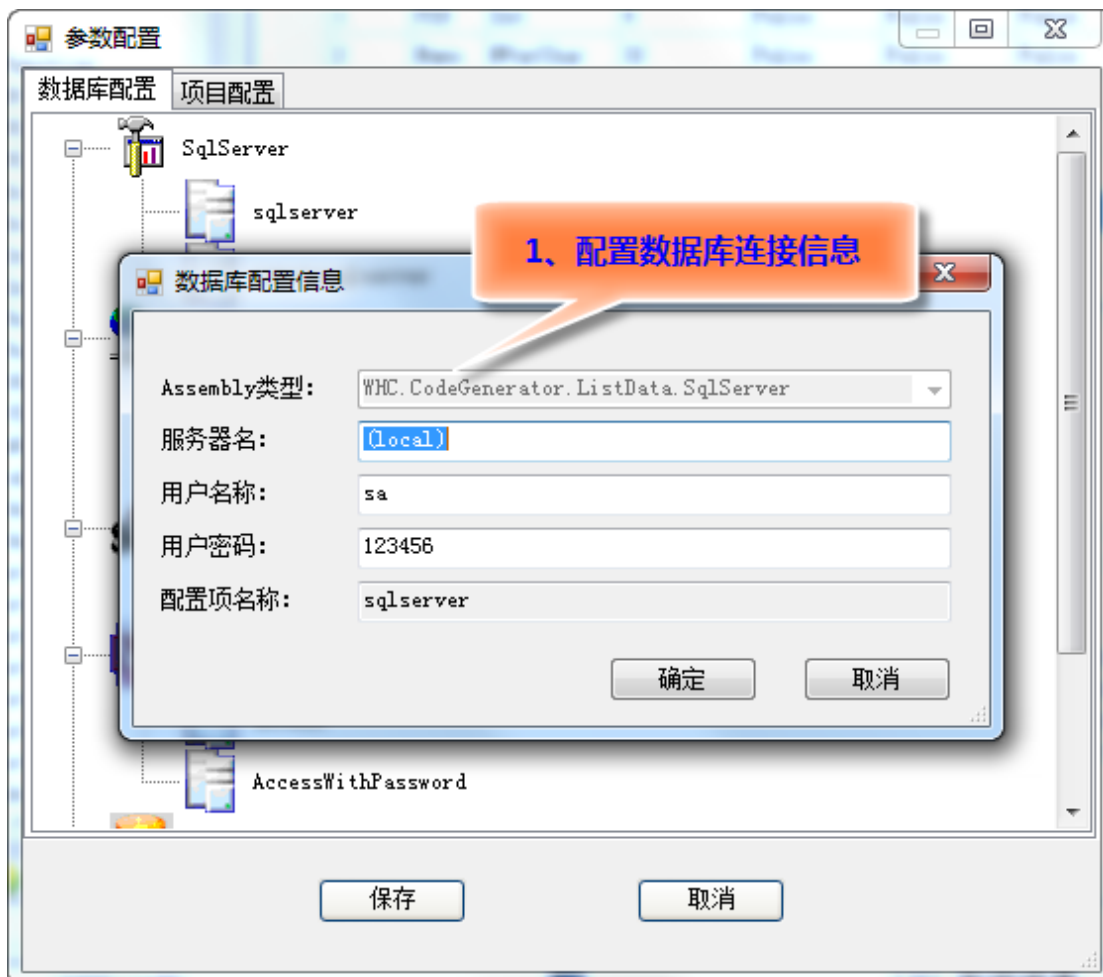 参数配置
数据库配置 项目配置
SqlServer
sqlserver
1、配置数据库连接信息
数据库配置信息
Assembly类型: WHC.CodeGenerator.ListData.SqlServer
服务器名: (local)
用户名称: sa
用户密码: 123456
配置项名称: sqlserver
确定 取消
AccessWithPassword
保存 取消